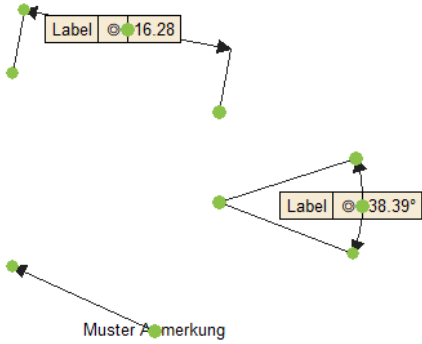 Label ◎ 16.28
Label ◎ 38.39°
Muster Anmerkung